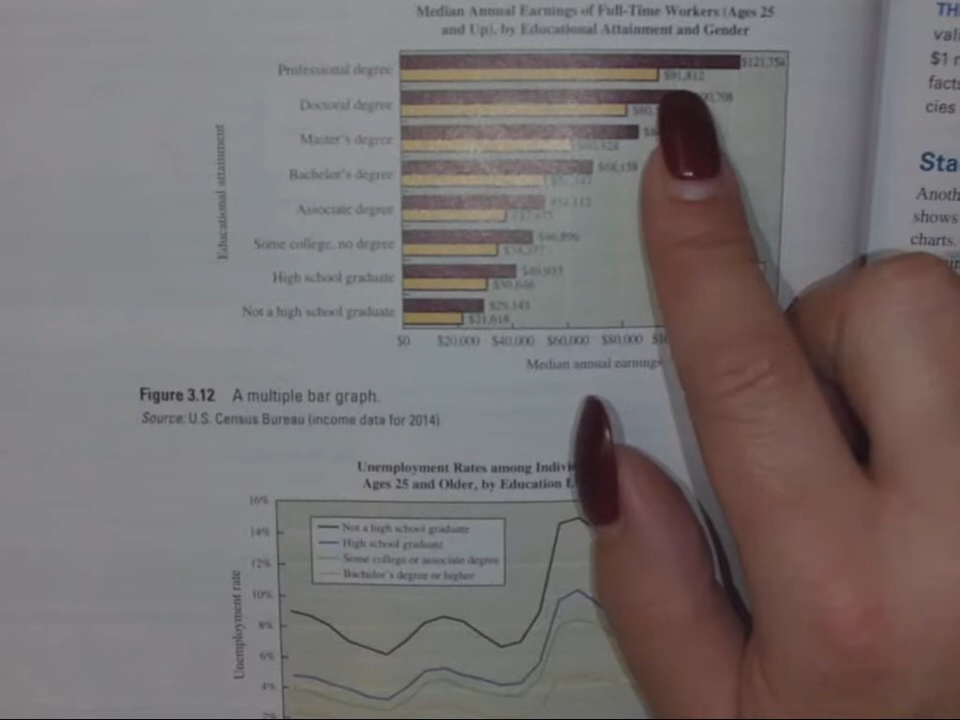 Median Annual Earnings of Full-Time Workers (Ages 25
and Up), by Educational Attainment and Gender
Educational attainment
Professional degree
$121,754
$91,812
Doctoral degree
Master's degree
Bachelor's degree
$66,158
Associate degree
$51,112
Some college, no degree
$46,896
High school graduate
$30,646
Not a high school graduate
$29,143
$21,618
$0 $20,000 $40,000 $60,000 $80,000
Median annual earnings
Figure 3.12 A multiple bar graph.
Source: U.S. Census Bureau (income data for 2014)
Unemployment Rates among
Ages 25 and Older, by Education
Unemployment rate
16%
14%
12%
10%
8%
6%
4%
2%
Not a high school graduate
High school graduate
Some college or associate degree
Bachelor's degree or higher
TH
vali
$1 r
facts
cies
Sta
Anoth
shows
charts.